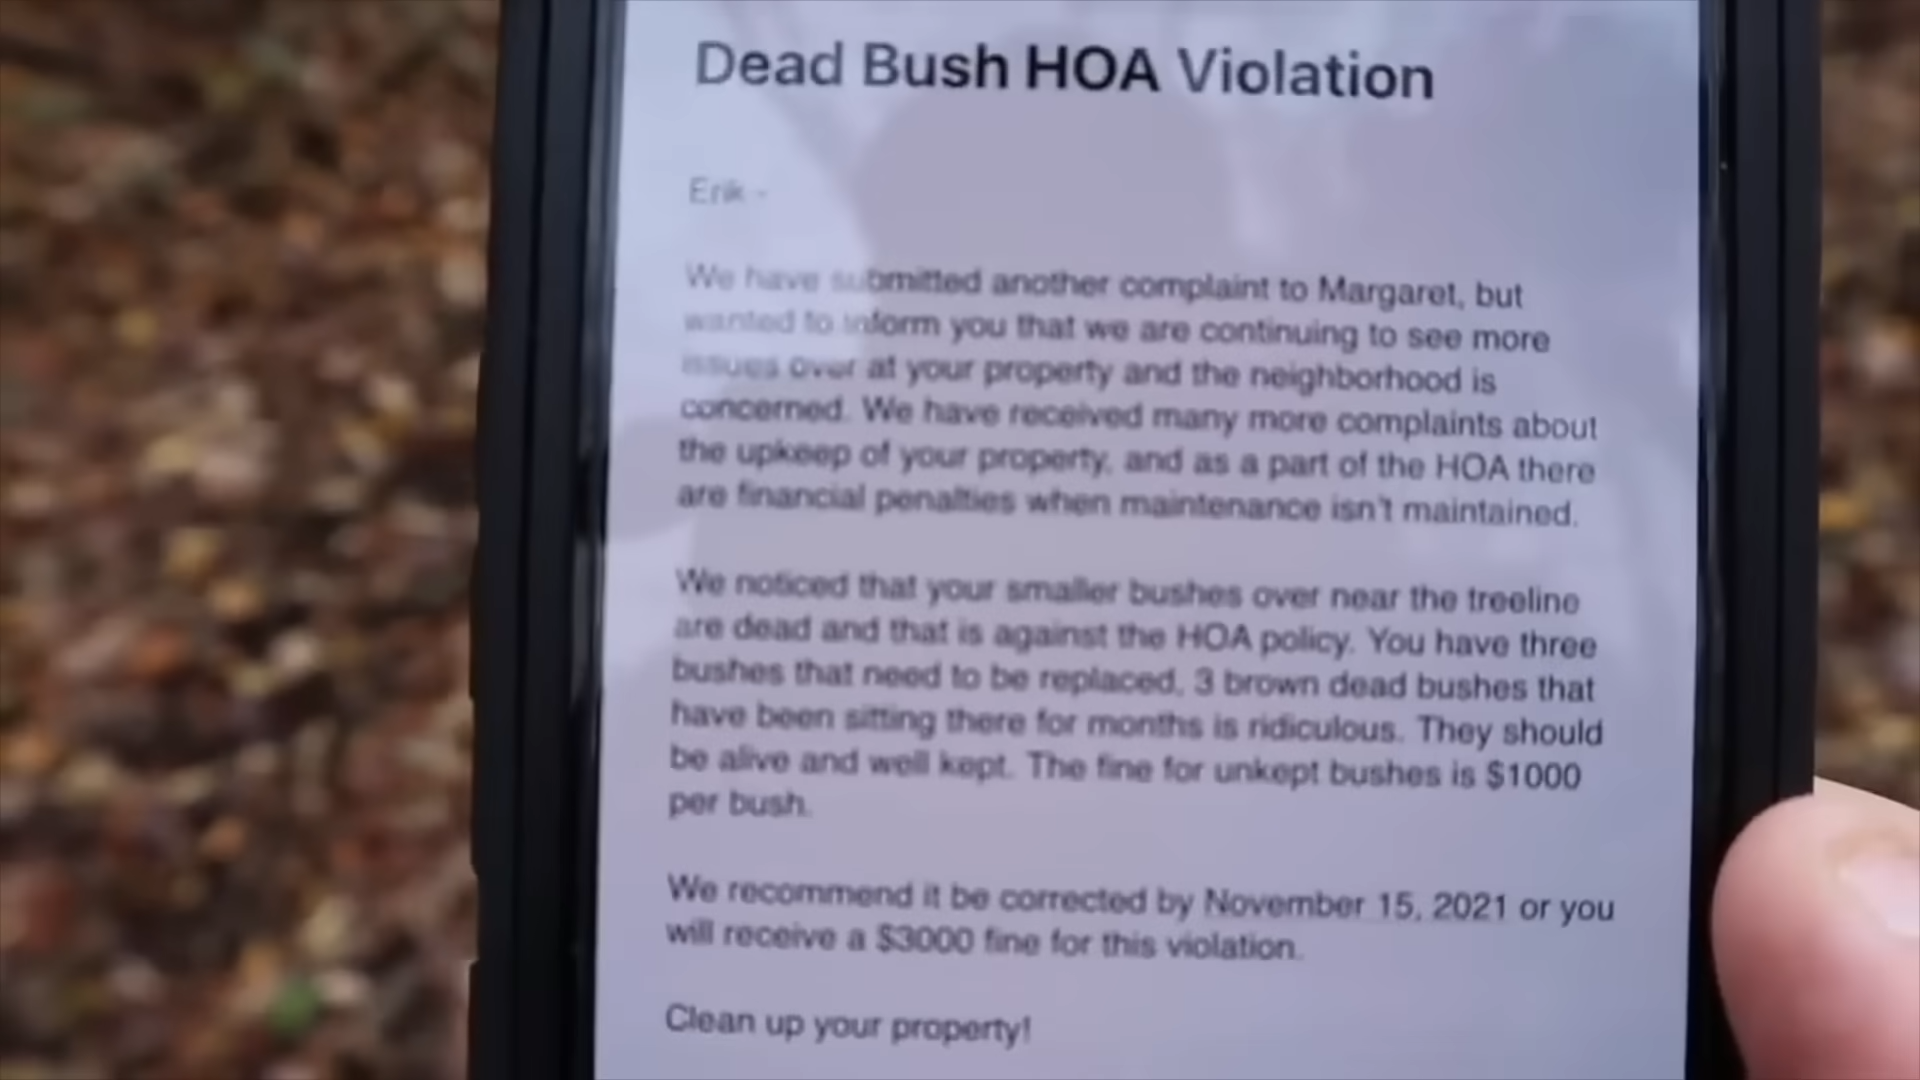 Dead Bush HOA Violation
Erik -
We have submitted another complaint to Margaret, but
wanted to inform you that we are continuing to see more
issues over at your property and the neighborhood is
concerned. We have received many more complaints about
the upkeep of your property, and as a part of the HOA there
are financial penalties when maintenance isn't maintained.
We noticed that your smaller bushes over near the treeline
are dead and that is against the HOA policy. You have three
bushes that need to be replaced, 3 brown dead bushes that
have been sitting there for months is ridiculous. They should
be alive and well kept. The fine for unkept bushes is $1000
per bush.
We recommend it be corrected by November 15, 2021 or you
will receive a $3000 fine for this violation.
Clean up your property!